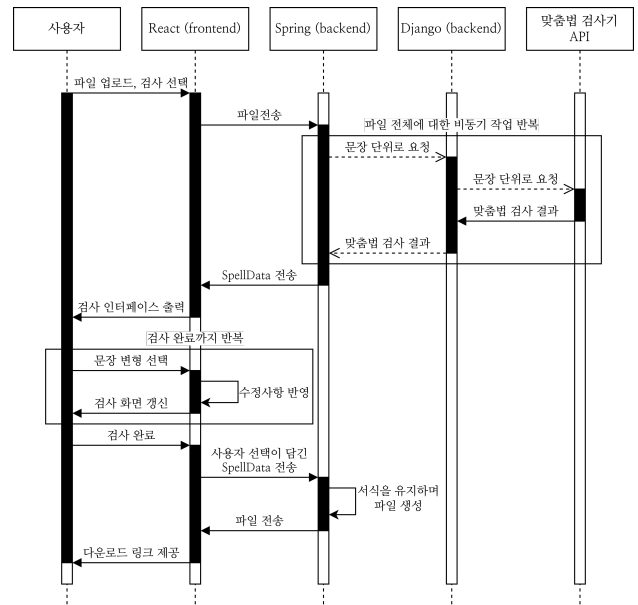 사용자
React (frontend)
Spring (backend)
Django (backend)
맞춤법 검사기
API
파일 업로드, 검사 선택
파일전송
파일 전체에 대한 비동기 작업 반복
문장 단위로 요청
문장 단위로 요청
맞춤법 검사 결과
맞춤법 검사 결과
SpellData 전송
검사 인터페이스 출력
검사 완료까지 반복
문장 변형 선택
수정사항 반영
검사 화면 갱신
검사 완료
사용자 선택이 담긴
SpellData 전송
서식을 유지하며
파일 생성
파일 전송
다운로드 링크 제공